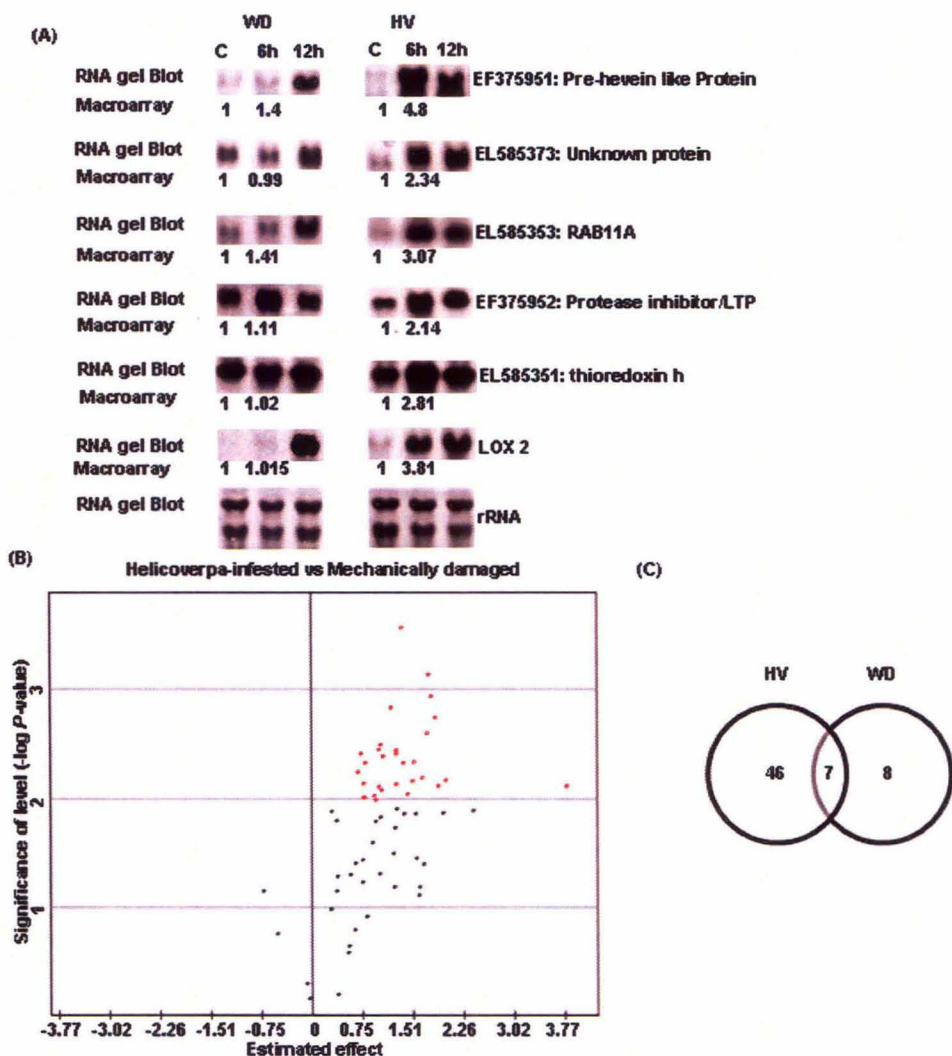 (A)
WD HV
C 6h 12h C 6h 12h
RNA gel Blot EF375951: Pre-hevein like Protein
Macroarray 1 1.4 1 4.8
RNA gel Blot EL585373: Unknown protein
Macroarray 1 0.99 1 2.34
RNA gel Blot EL585353: RAB11A
Macroarray 1 1.41 1 3.07
RNA gel Blot EF375952: Protease inhibitor/LTP
Macroarray 1 1.11 1 2.14
RNA gel Blot EL585351: thioredoxin h
Macroarray 1 1.02 1 2.81
RNA gel Blot LOX 2
Macroarray 1 1.015 1 3.81
RNA gel Blot rRNA
(B)
Helicoverpa-infested vs Mechanically damaged
Significance of level (-log P-value)
3
2
1
-3.77 -3.02 -2.26 -1.51 -0.75 0 0.75 1.51 2.26 3.02 3.77
Estimated effect
(C)
HV WD
46 7 8